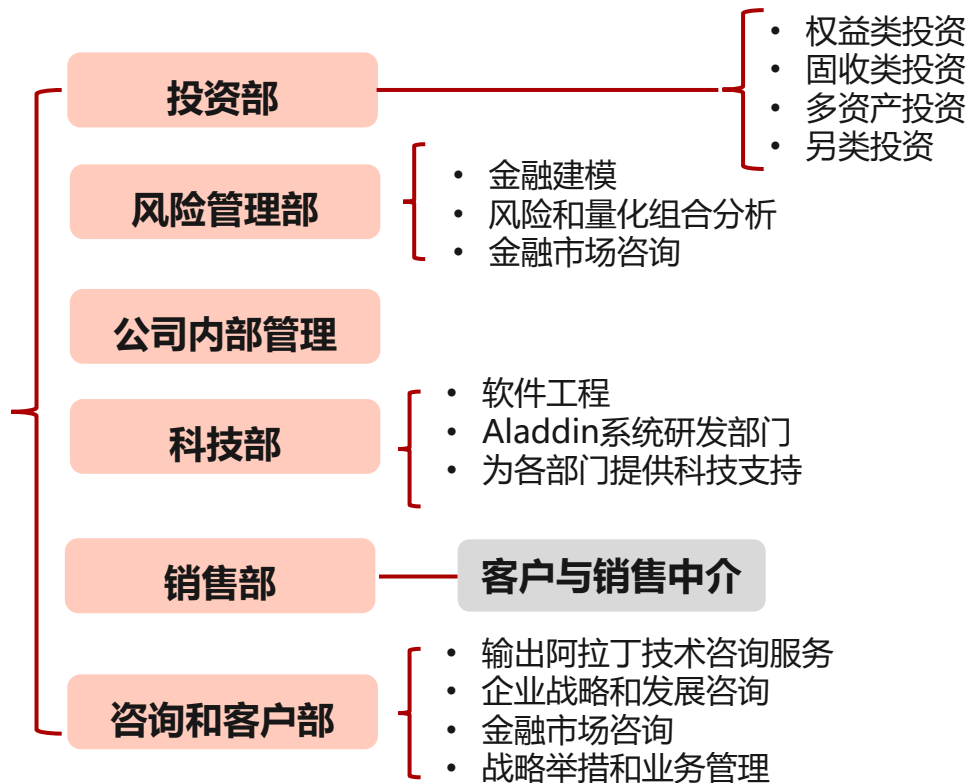 投资部
• 权益类投资
• 固收类投资
• 多资产投资
• 另类投资
风险管理部
• 金融建模
• 风险和量化组合分析
• 金融市场咨询
公司内部管理
科技部
• 软件工程
• Aladdin系统研发部门
• 为各部门提供科技支持
销售部
客户与销售中介
咨询和客户部
• 输出阿拉丁技术咨询服务
• 企业战略和发展咨询
• 金融市场咨询
• 战略举措和业务管理